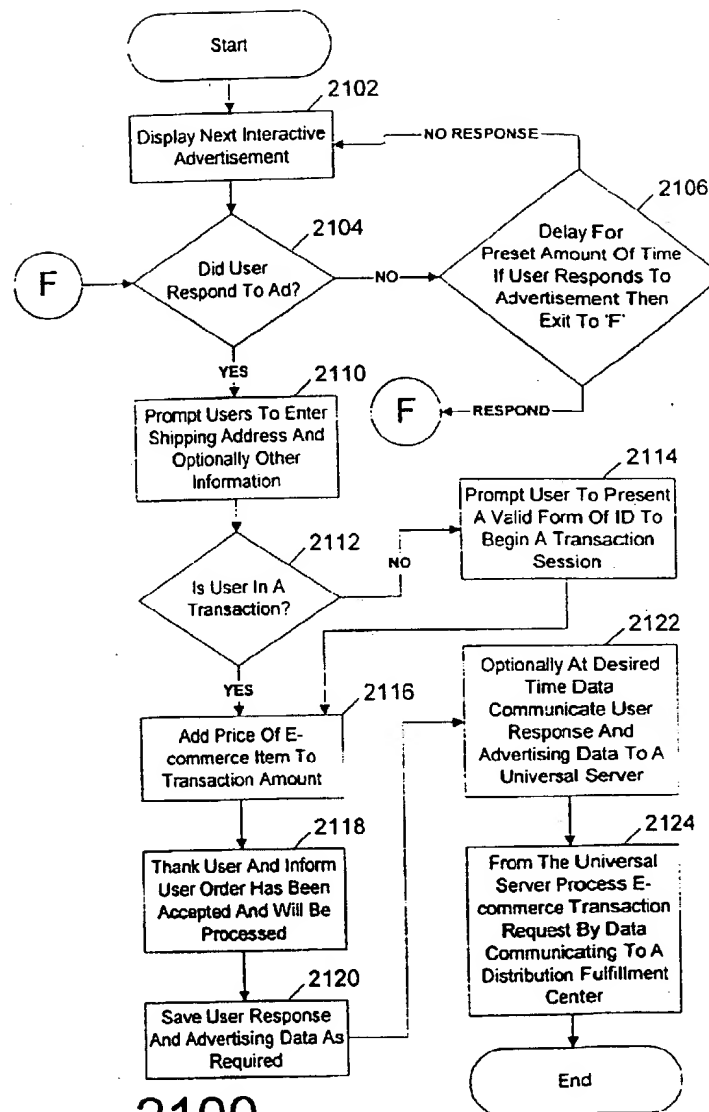 Start
2102
Display Next Interactive
Advertisement
NO RESPONSE
2106
Delay For
Preset Amount Of Time
If User Responds To
Advertisement Then
Exit To 'F'
2104
F
Did User
Respond To Ad?
NO
YES
F
RESPOND
2110
Prompt Users To Enter
Shipping Address And
Optionally Other
Information
2114
Prompt User To Present
A Valid Form Of ID To
Begin A Transaction
Session
2112
Is User In A
Transaction?
NO
YES
2116
Add Price Of E-
commerce Item To
Transaction Amount
2118
Thank User And Inform
User Order Has Been
Accepted And Will Be
Processed
2120
Save User Response
And Advertising Data As
Required
2122
Optionally At Desired
Time Data
Communicate User
Response And
Advertising Data To A
Universal Server
2124
From The Universal
Server Process E-
commerce Transaction
Request By Data
Communicating To A
Distribution Fulfillment
Center
End
2100